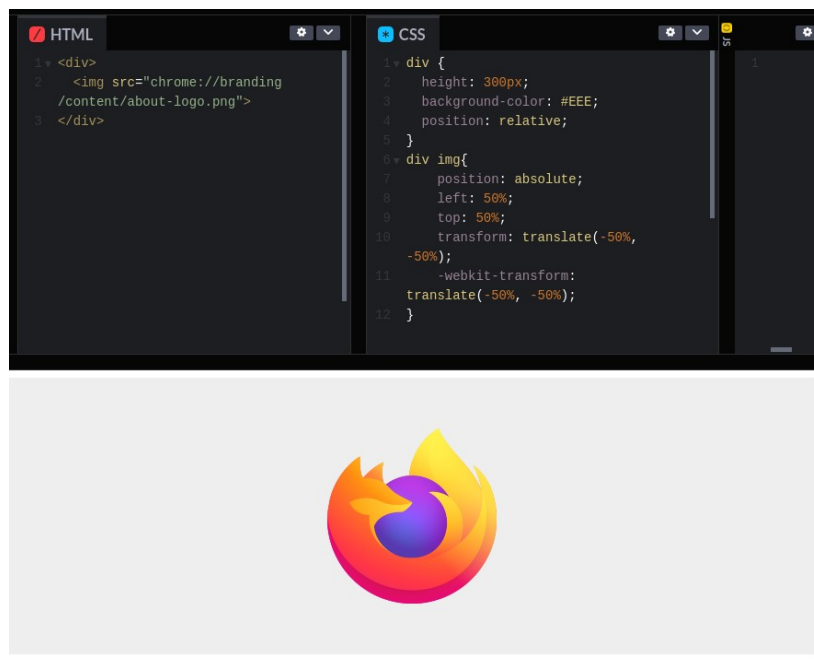 HTML
1 <div>
2 <img src="chrome://branding
/content/about-logo.png">
3 </div>
CSS
1 div {
2 height: 300px;
3 background-color: #EEE;
4 position: relative;
5 }
6 div img{
7 position: absolute;
8 left: 50%;
9 top: 50%;
10 transform: translate(-50%,
-50%);
11 -webkit-transform:
translate(-50%, -50%);
12 }
JS
1